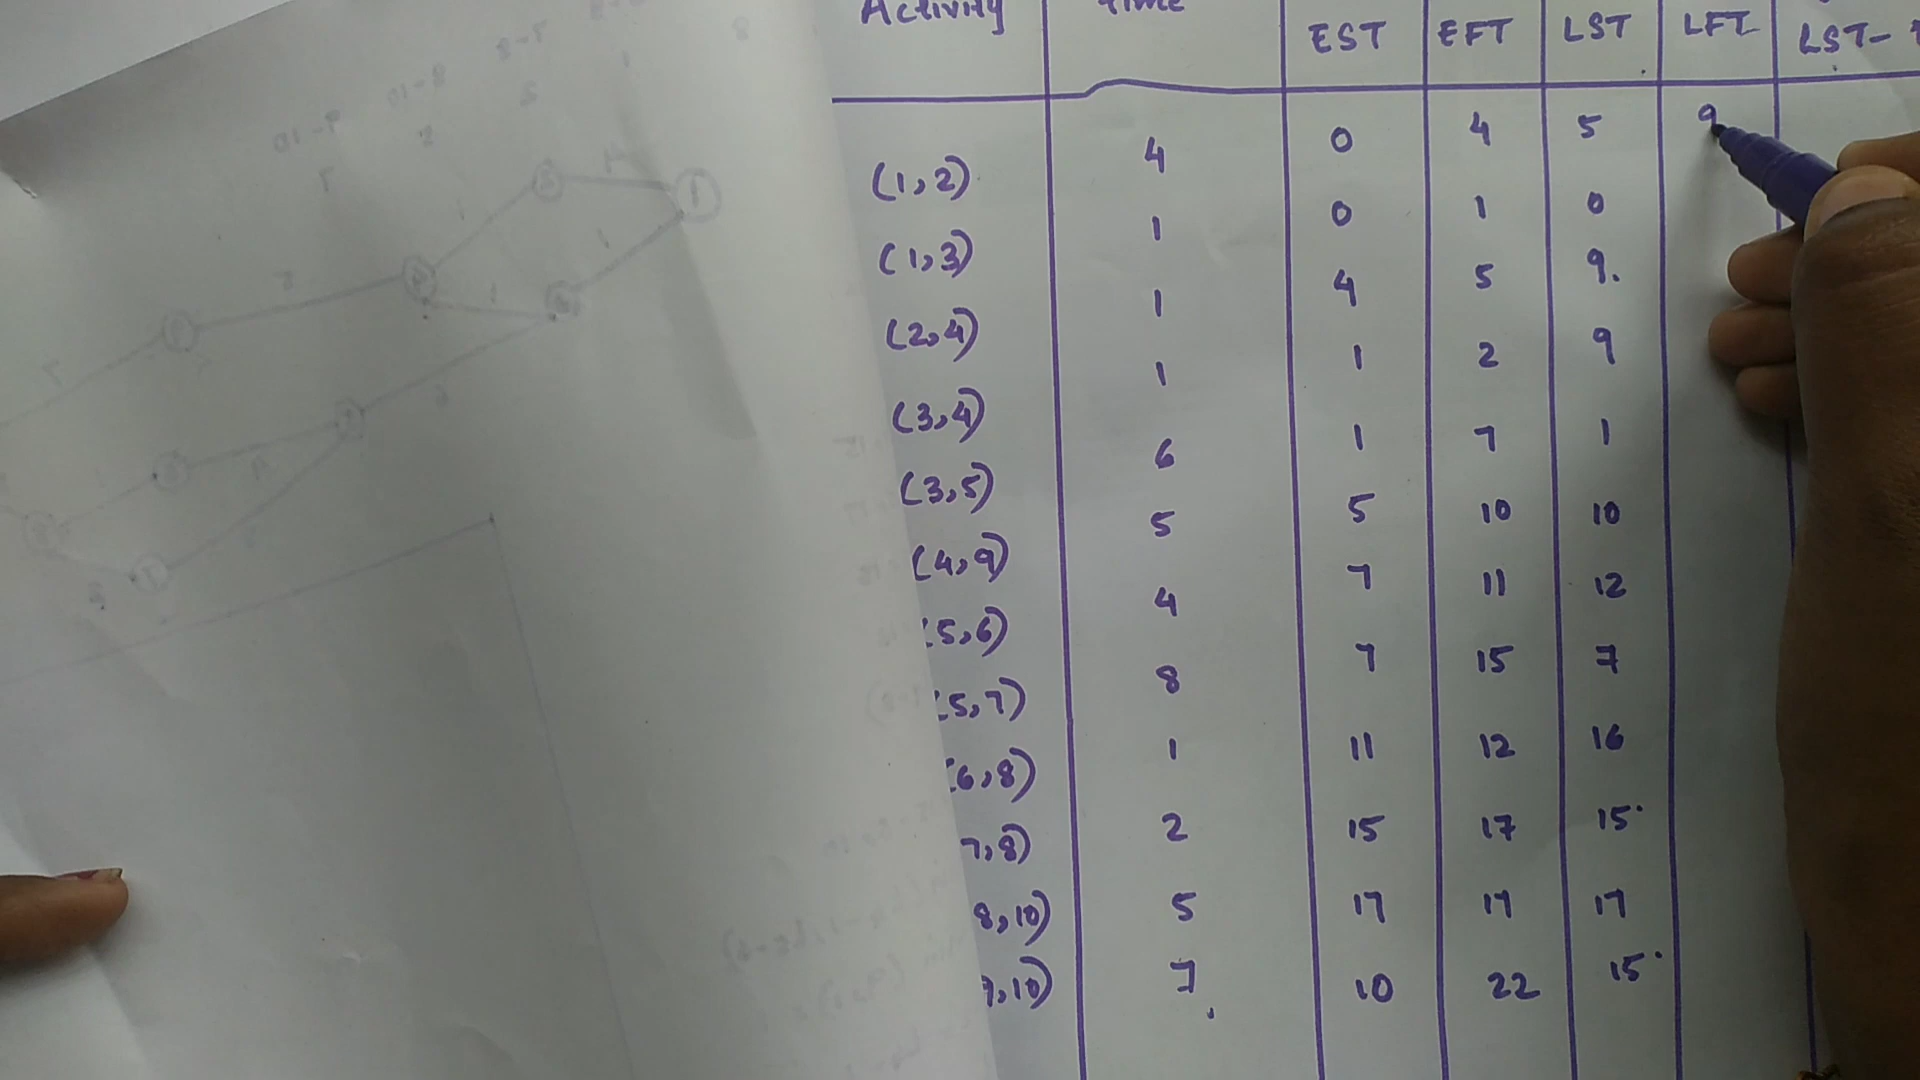 Activity Time EST EFT LST LFT LST-
(1,2) 4 0 4 5 9
(1,3) 1 0 1 0
(2,4) 1 4 5 9.
(3,4) 1 1 2 9
(3,5) 6 1 7 1
(4,9) 5 5 10 10
(5,6) 4 7 11 12
(5,7) 8 7 15 7
(6,8) 1 11 12 16
7,8) 2 15 17 15
8,10) 5 17 17 17
,10) 7 10 22 15